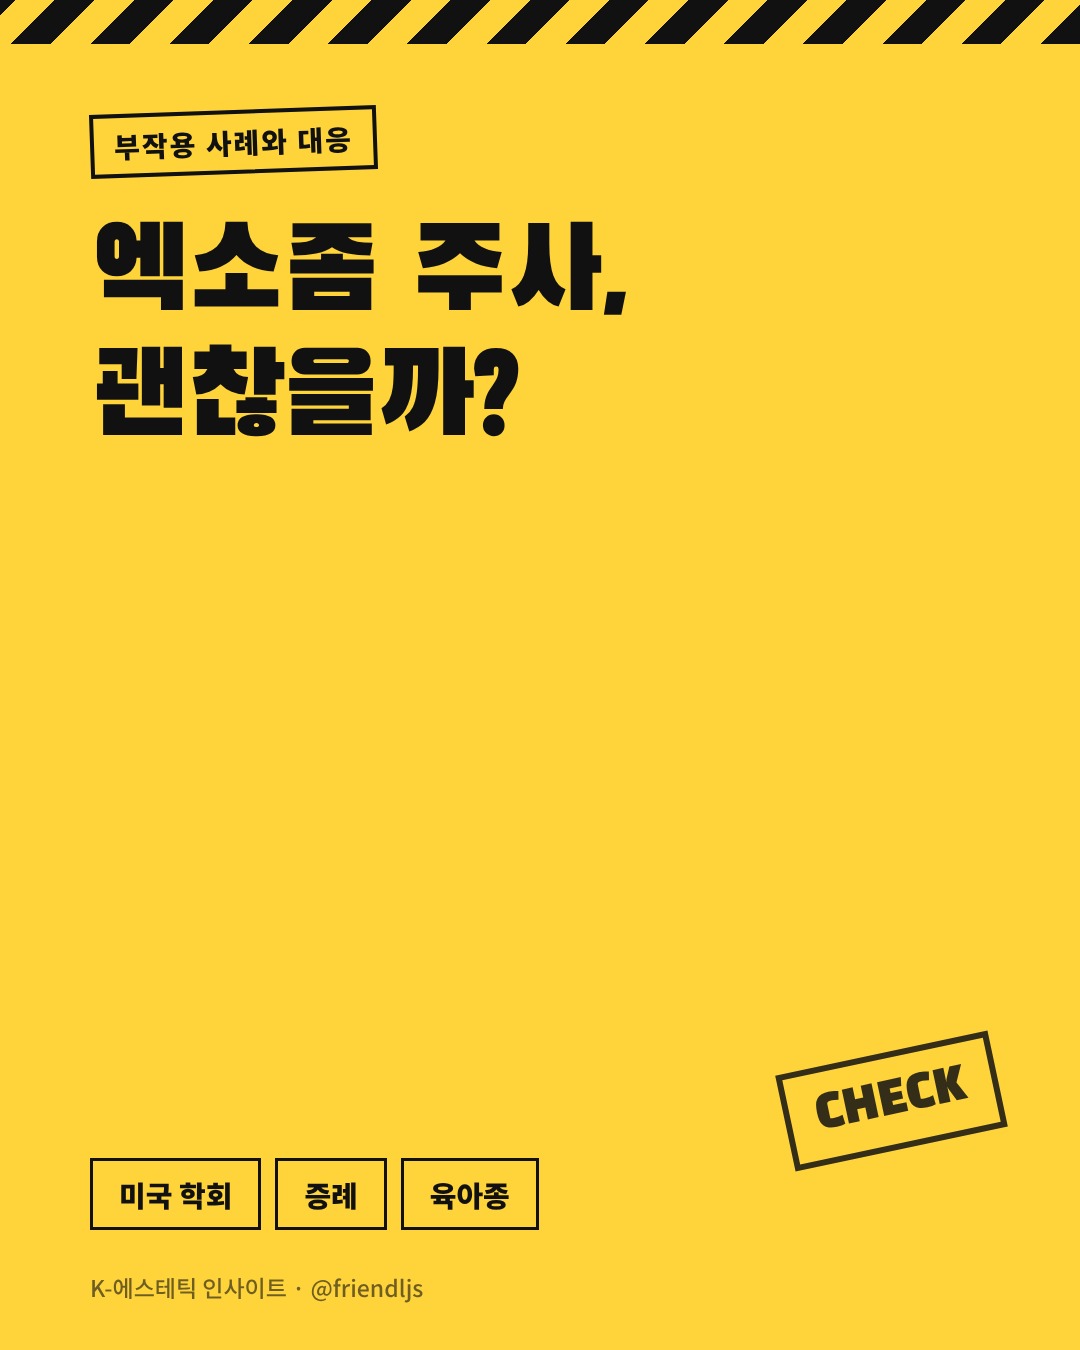 부작용 사례와 대응
엑소좀 주사,
괜찮을까?
CHECK
미국 학회
증례
육아종
K-에스테틱 인사이트 · @friendljs